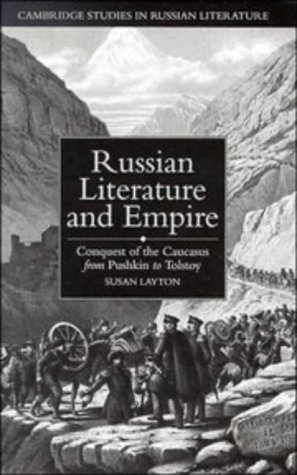 CAMBRIDGE STUDIES IN RUSSIAN LITERATURE
Russian
Literature
and Empire
Conquest of the Caucasus
from Pushkin to Tolstoy
SUSAN LAYTON